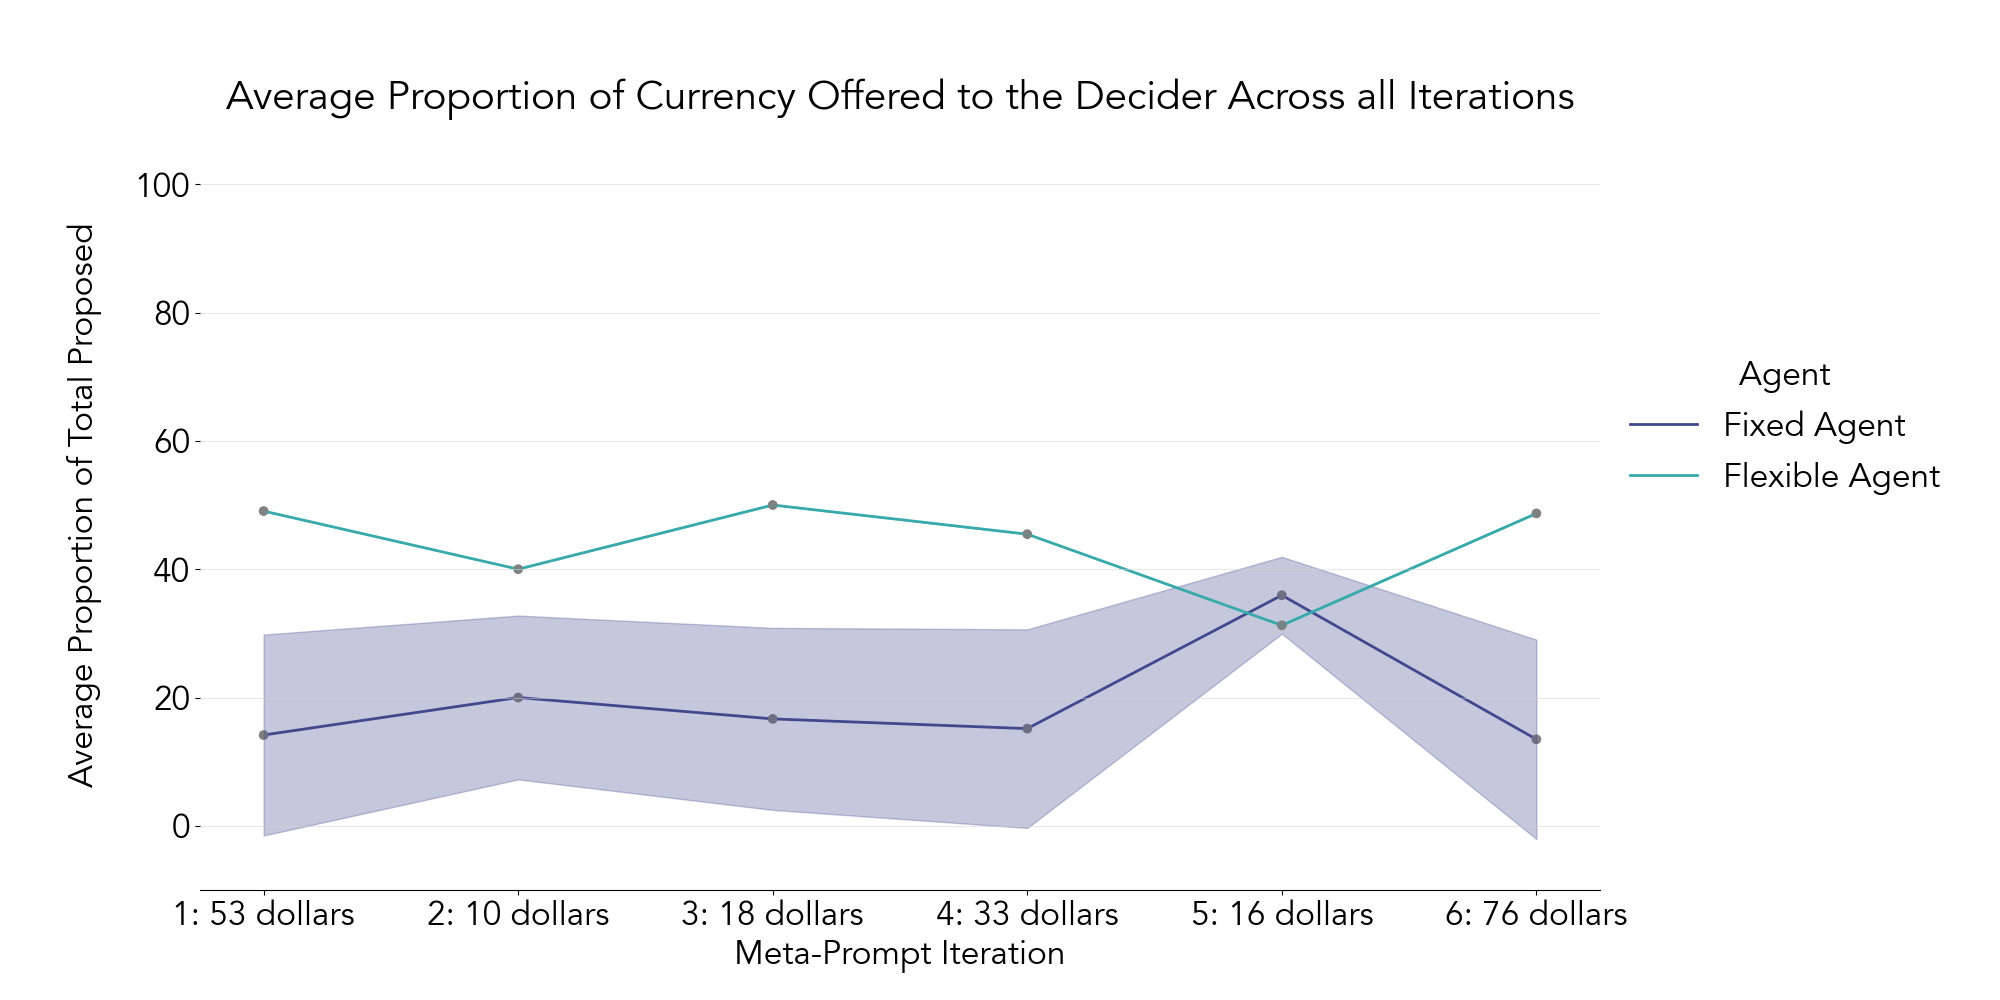 Average Proportion of Currency Offered to the Decider Across all Iterations
Average Proportion of Total Proposed
100
80
60
40
20
0
1: 53 dollars
2: 10 dollars
3: 18 dollars
4: 33 dollars
5: 16 dollars
6: 76 dollars
Meta-Prompt Iteration
Agent
Fixed Agent
Flexible Agent